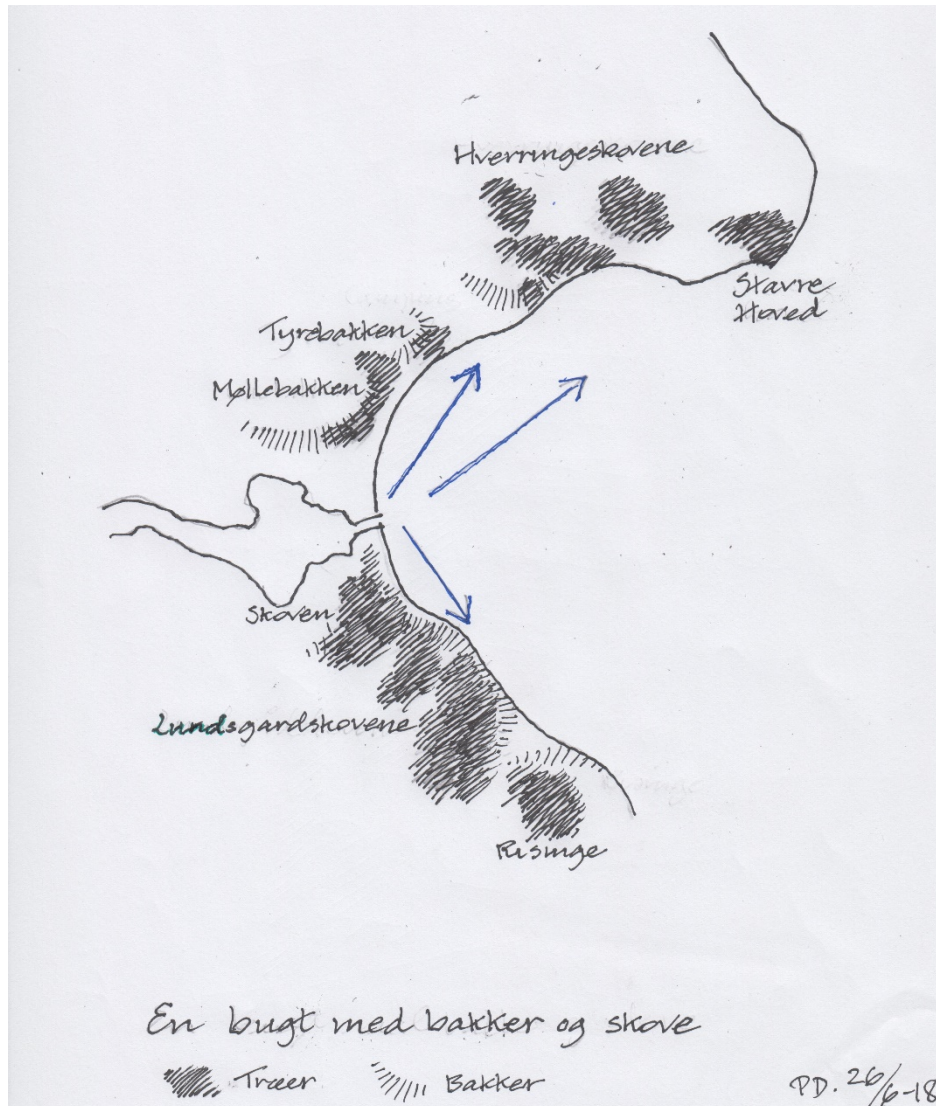 Hverringeskovene
Stavre
Hoved
Tyrebakken
Møllebakken
Skoven
Lundsgardskovene
Risinge
En bugt med bakker og skove
Træer
Bakker
PD. 26/6-18